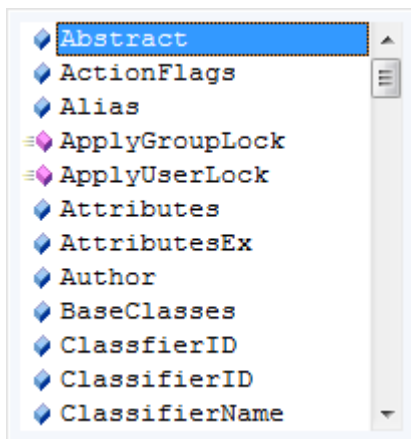 Abstract
ActionFlags
Alias
ApplyGroupLock
ApplyUserLock
Attributes
AttributesEx
Author
BaseClasses
ClassfierID
ClassifierID
ClassifierName